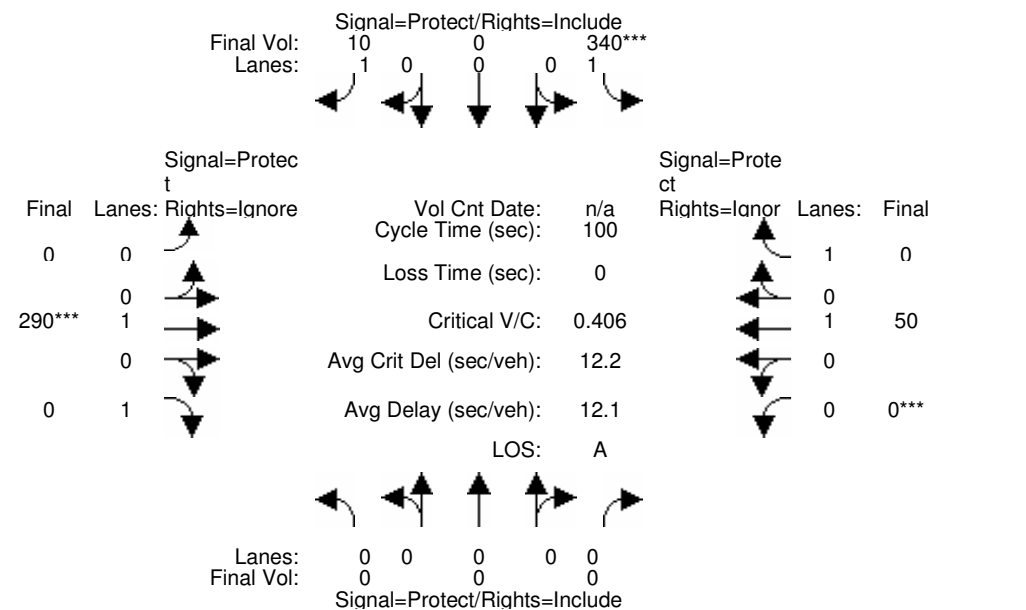 Signal=Protect/Rights=Include
Final Vol: 10 0 340***
Lanes: 1 0 0 0 1
Signal=Protec Signal=Prote
t ct
Final Lanes: Rights=Ignore Vol Cnt Date: n/a Rights=Ignor Lanes: Final
Cycle Time (sec): 100
0 0 1 0
Loss Time (sec): 0
0 0
290*** 1 Critical V/C: 0.406 1 50
0 Avg Crit Del (sec/veh): 12.2 0
0 1 Avg Delay (sec/veh): 12.1 0 0***
LOS: A
Lanes: 0 0 0 0 0
Final Vol: 0 0 0
Signal=Protect/Rights=Include